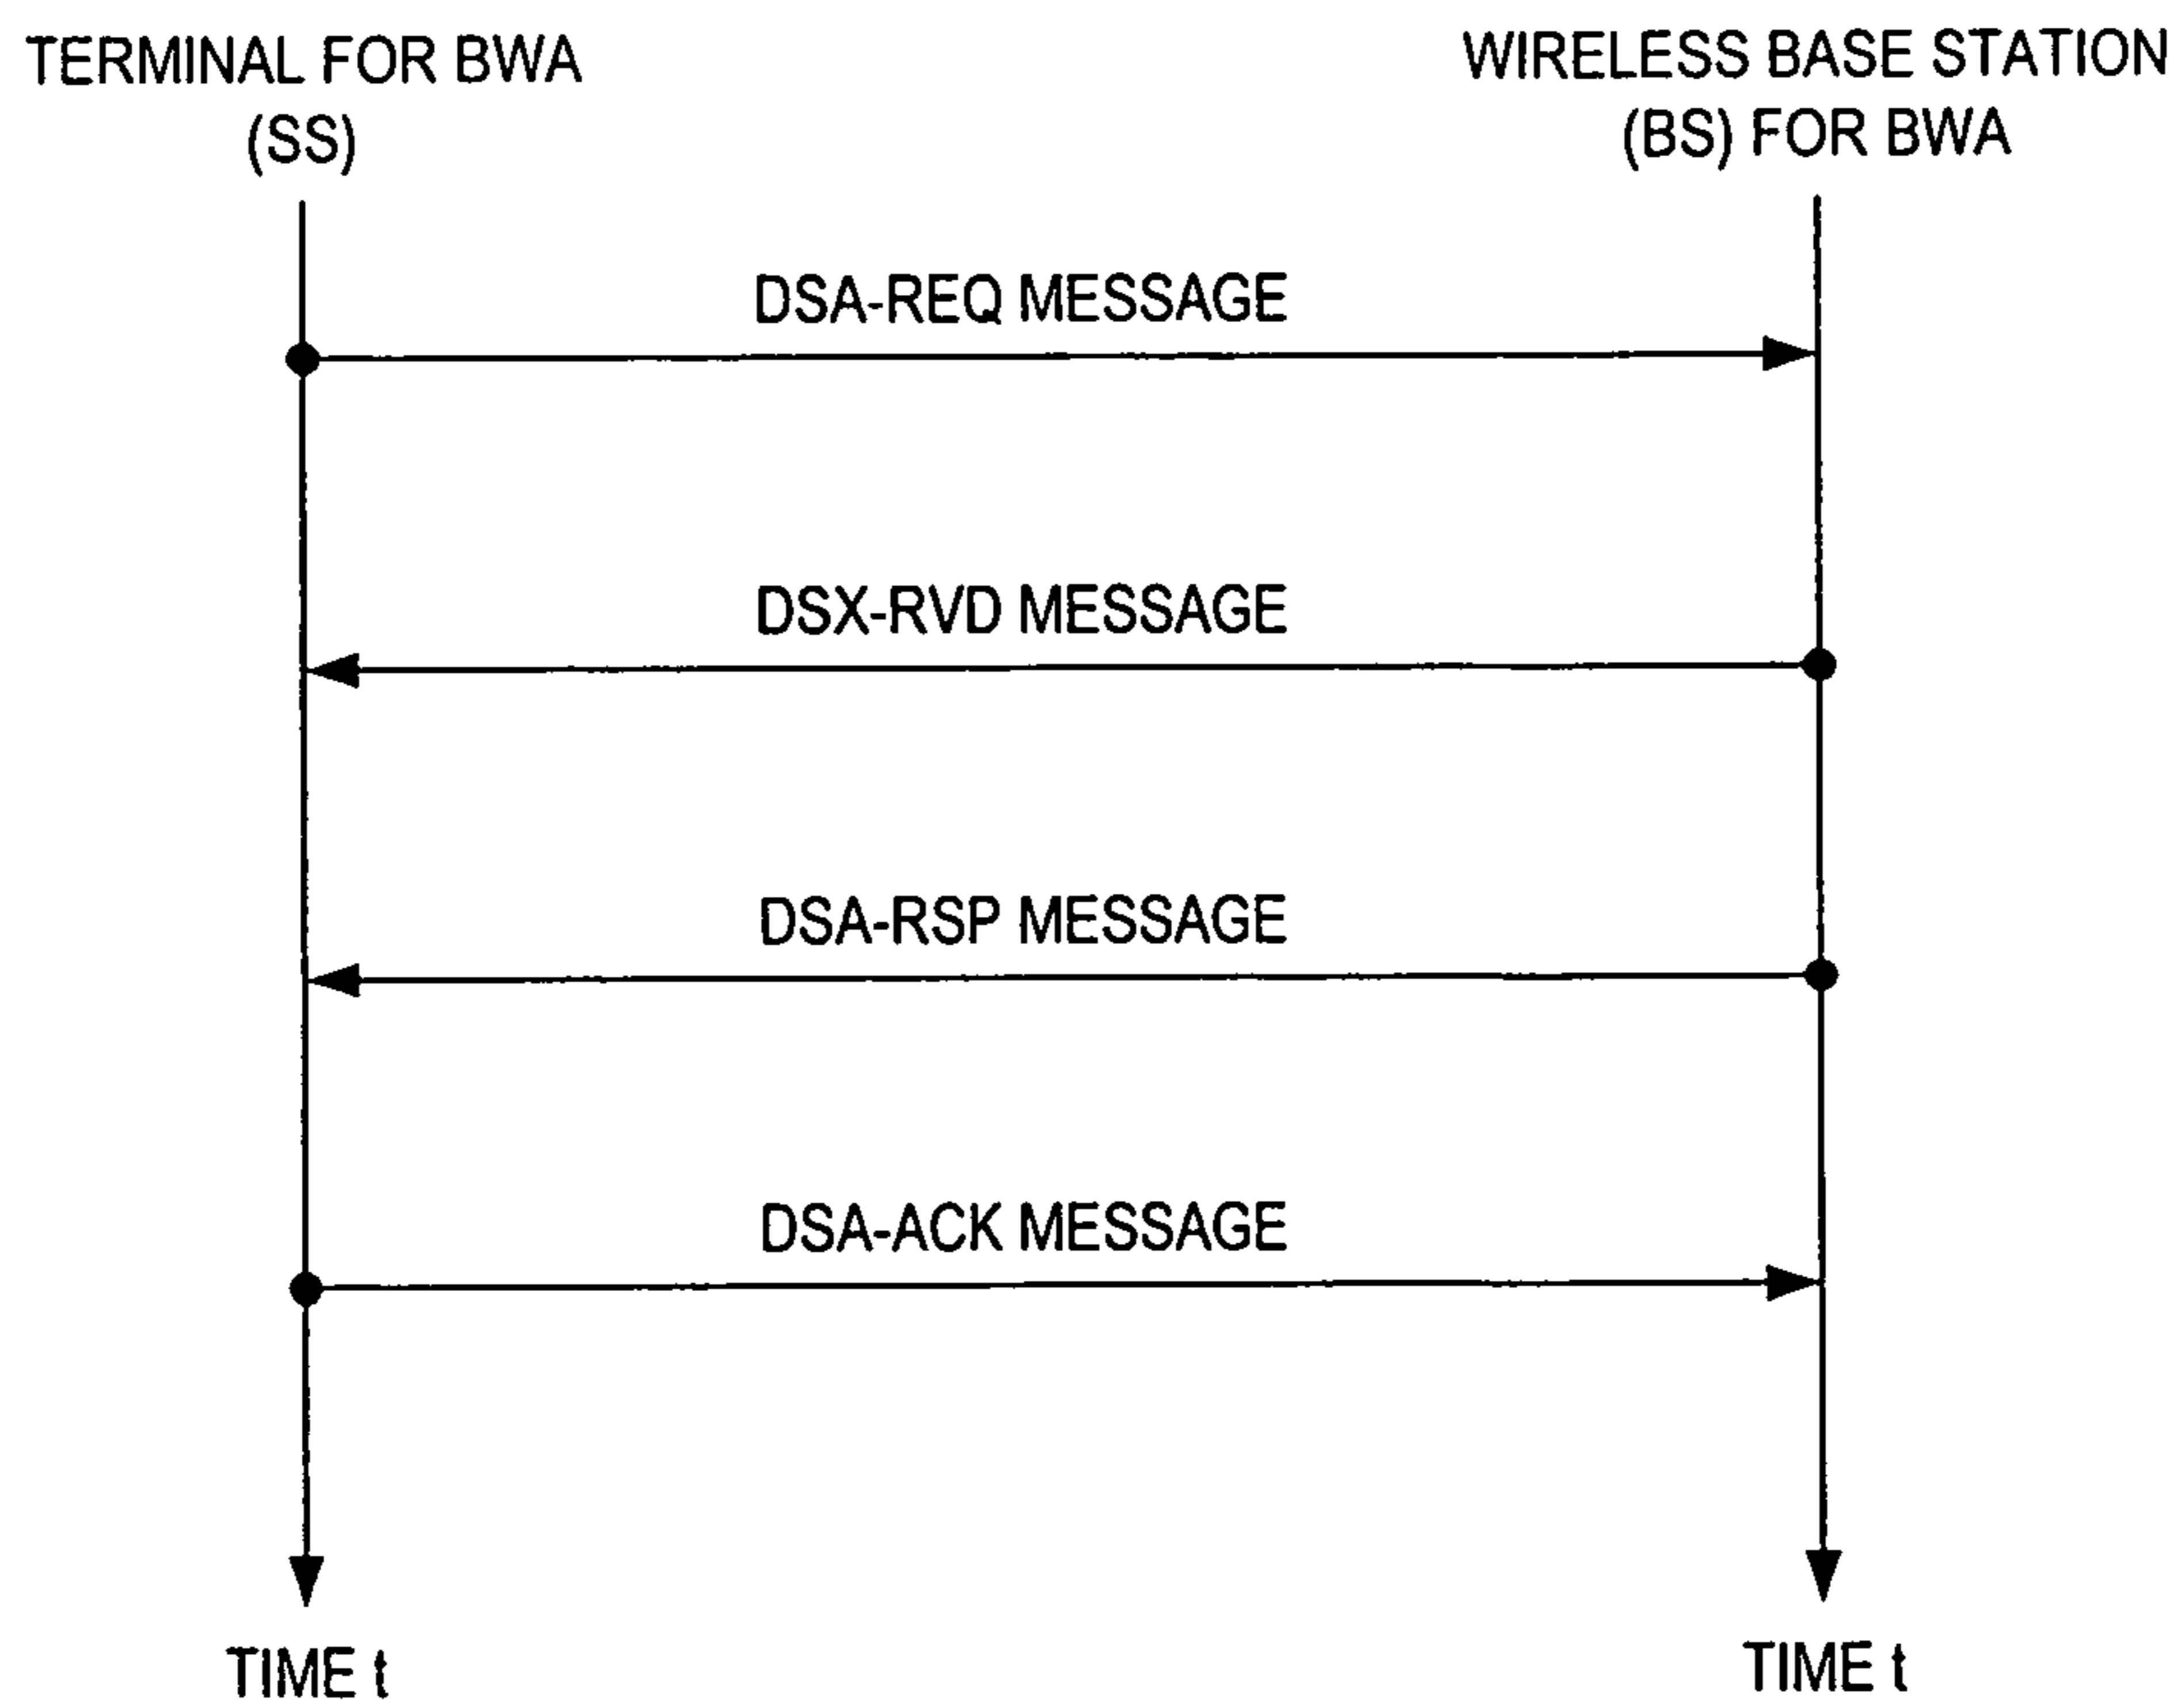 TERMINAL FOR BWA
(SS)
WIRELESS BASE STATION
(BS) FOR BWA
DSA-REQ MESSAGE
DSX-RVD MESSAGE
DSA-RSP MESSAGE
DSA-ACK MESSAGE
TIME t
TIME t